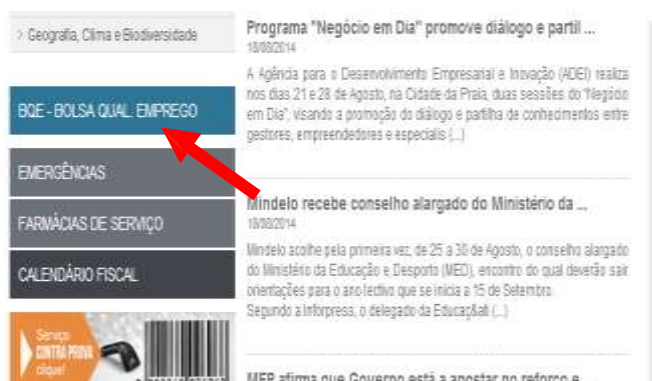 > Geografia, Clima e Biodiversidade
BQE - BOLSA QUAL. EMPREGO
EMERGÊNCIAS
FARMÁCIAS DE SERVIÇO
CALENDÁRIO FISCAL
Serviço
CONTRA PROVA
clique!
Programa "Negócio em Dia" promove diálogo e partil ...
18/08/2014
A Agência para o Desenvolvimento Empresarial e Inovação (ADEI) realiza
nos dias 21 e 28 de Agosto, na Cidade da Praia, duas sessões do "Negócio
em Dia", visando a promoção do diálogo e partilha de conhecimentos entre
gestores, empreendedores e especialis (...)
Mindelo recebe conselho alargado do Ministério da ...
18/08/2014
Mindelo acolhe pela primeira vez, de 25 a 30 de Agosto, o conselho alargado
do Ministério da Educação e Desporto (MED), encontro do qual deverão sair
orientações para o ano lectivo que se inicia a 15 de Setembro.
Segundo a Inforpress, o delegado da Educaç&ati (...)
MFP afirma que Governo está a apostar no reforço e ...